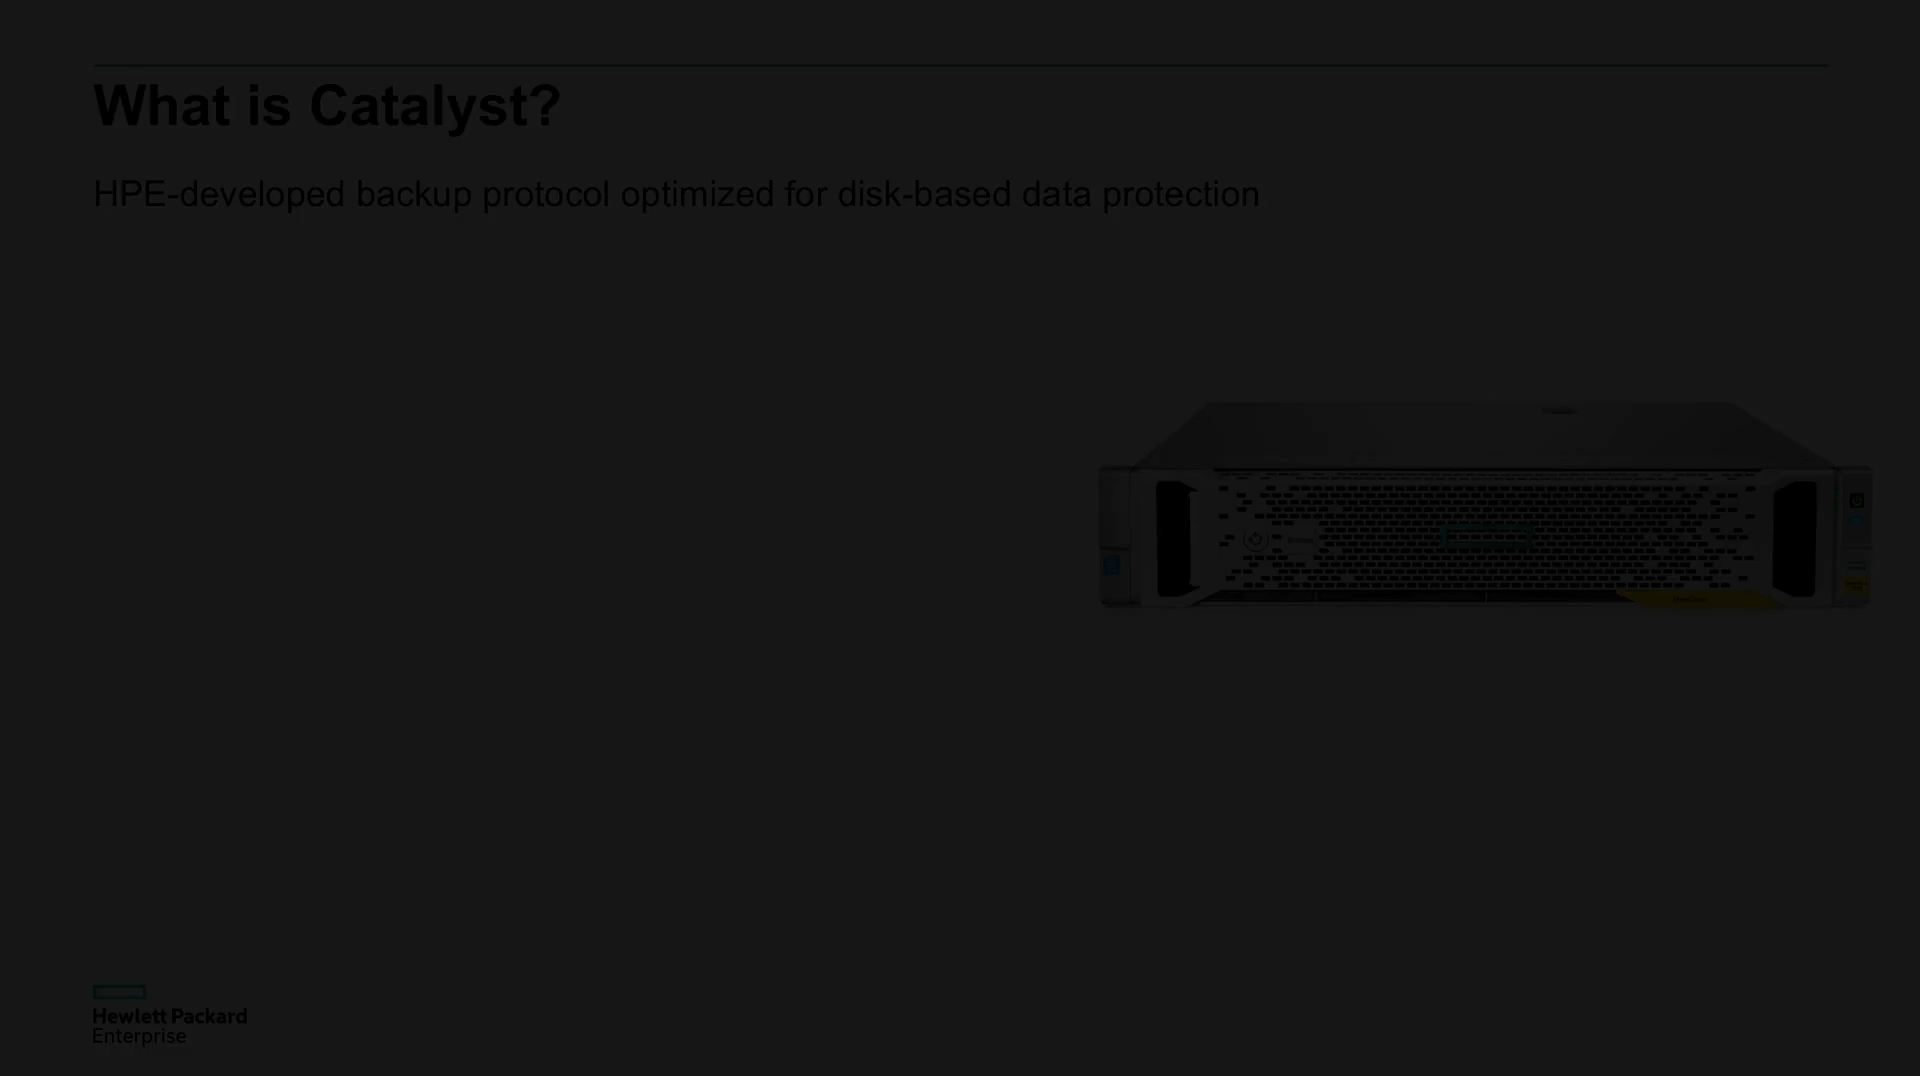 What is Catalyst?
HPE-developed backup protocol optimized for disk-based data protection
Hewlett Packard
Enterprise